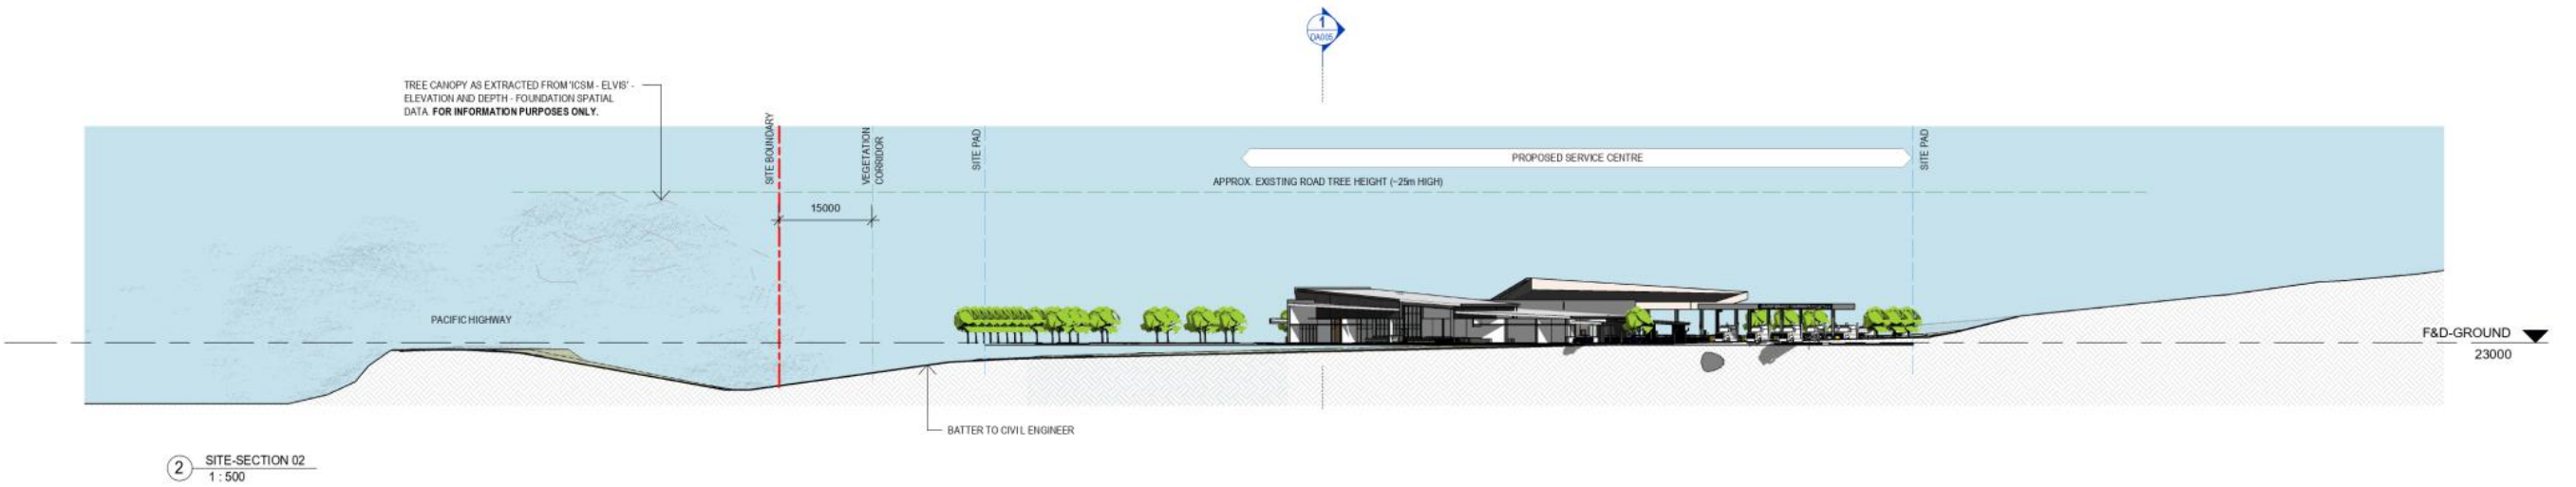 1
DA005
TREE CANOPY AS EXTRACTED FROM 'ICSM - ELVIS' -
ELEVATION AND DEPTH - FOUNDATION SPATIAL
DATA. FOR INFORMATION PURPOSES ONLY.
SITE BOUNDARY
VEGETATION
CORRIDOR
SITE PAD
PROPOSED SERVICE CENTRE
SITE PAD
APPROX. EXISTING ROAD TREE HEIGHT (~25m HIGH)
15000
PACIFIC HIGHWAY
F&D-GROUND
23000
BATTER TO CIVIL ENGINEER
2
SITE-SECTION 02
1 : 500